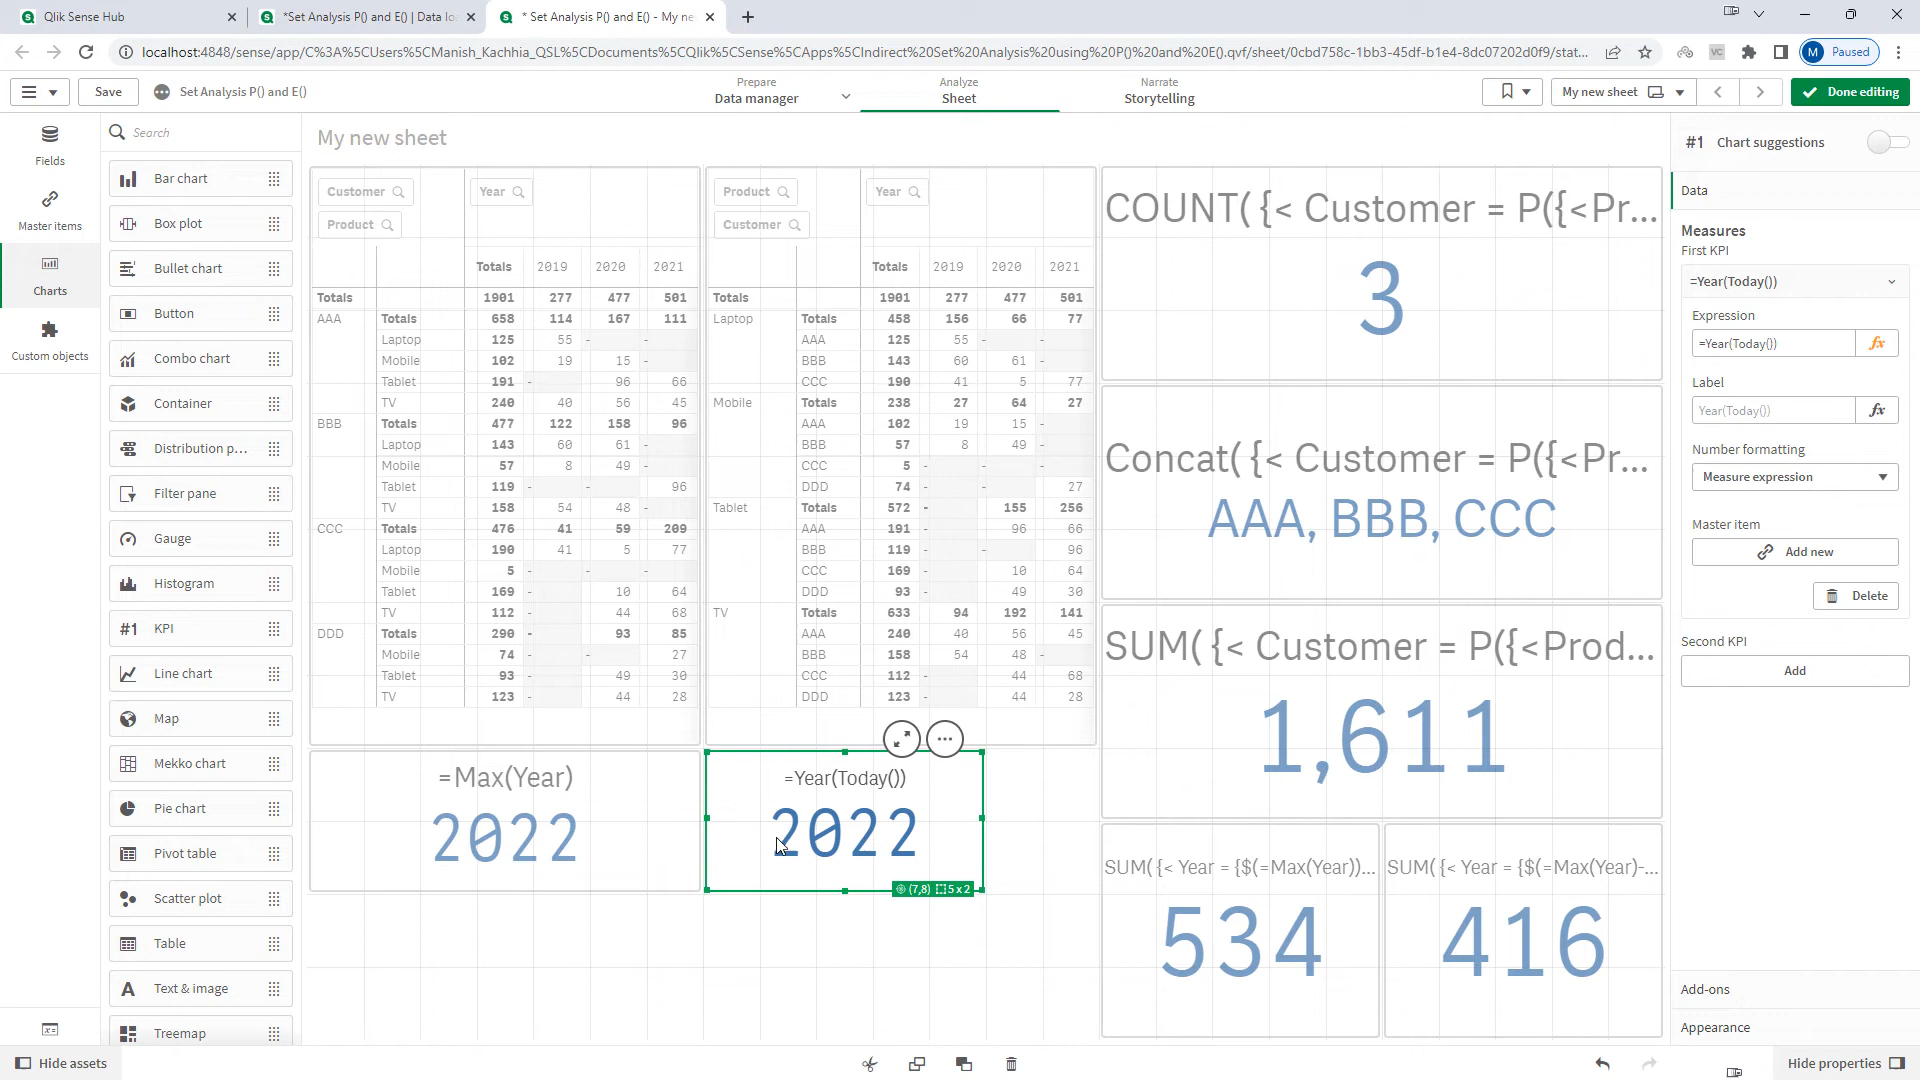 Qlik Sense Hub
*Set Analysis P() and E() | Data lo
* Set Analysis P() and E() - My ne
localhost:4848/sense/app/C%3A%5CUsers%5CManish_Kachhia_QSL%5CDocuments%5CQlik%5CSense%5CApps%5CIndirect%20Set%20Analysis%20using%20P()%20and%20E().qvf/sheet/0cbd758c-1bb3-45df-b1e4-8dc07202d0f9/stat...
VC
M Paused
Save
Set Analysis P() and E()
Prepare
Data manager
Analyze
Sheet
Narrate
Storytelling
My new sheet
Done editing
Fields
Master items
Charts
Custom objects
Search
Bar chart
Box plot
Bullet chart
Button
Combo chart
Container
Distribution p...
Filter pane
Gauge
Histogram
#1 KPI
Line chart
Map
Mekko chart
Pie chart
Pivot table
Scatter plot
Table
A Text & image
Treemap
Hide assets
My new sheet
Customer Year
Product
Totals 2019 2020 2021
Totals 1901 277 477 501
AAA Totals 658 114 167 111
Laptop 125 55 - -
Mobile 102 19 15 -
Tablet 191 - 96 66
TV 240 40 56 45
BBB Totals 477 122 158 96
Laptop 143 60 61 -
Mobile 57 8 49 -
Tablet 119 - - 96
TV 158 54 48 -
CCC Totals 476 41 59 209
Laptop 190 41 5 77
Mobile 5 - - -
Tablet 169 - 10 64
TV 112 - 44 68
DDD Totals 290 - 93 85
Mobile 74 - - 27
Tablet 93 - 49 30
TV 123 - 44 28
Product Year
Customer
Totals 2019 2020 2021
Totals 1901 277 477 501
Laptop Totals 458 156 66 77
AAA 125 55 - -
BBB 143 60 61 -
CCC 190 41 5 77
Mobile Totals 238 27 64 27
AAA 102 19 15 -
BBB 57 8 49 -
CCC 5 - - -
DDD 74 - - 27
Tablet Totals 572 - 155 256
AAA 191 - 96 66
BBB 119 - - 96
CCC 169 - 10 64
DDD 93 - 49 30
TV Totals 633 94 192 141
AAA 240 40 56 45
BBB 158 54 48 -
CCC 112 - 44 68
DDD 123 - 44 28
=Max(Year)
2022
=Year(Today())
2022
(7,8) 5 x 2
COUNT( {< Customer = P({<Pr...
3
Concat( {< Customer = P({<Pr...
AAA, BBB, CCC
SUM( {< Customer = P({<Prod...
1,611
SUM( {< Year = {$(=Max(Year))...
534
SUM( {< Year = {$(=Max(Year)-...
416
#1 Chart suggestions
Data
Measures
First KPI
=Year(Today())
Expression
=Year(Today())
Label
Year(Today())
Number formatting
Measure expression
Master item
Add new
Delete
Second KPI
Add
Add-ons
Appearance
Hide properties